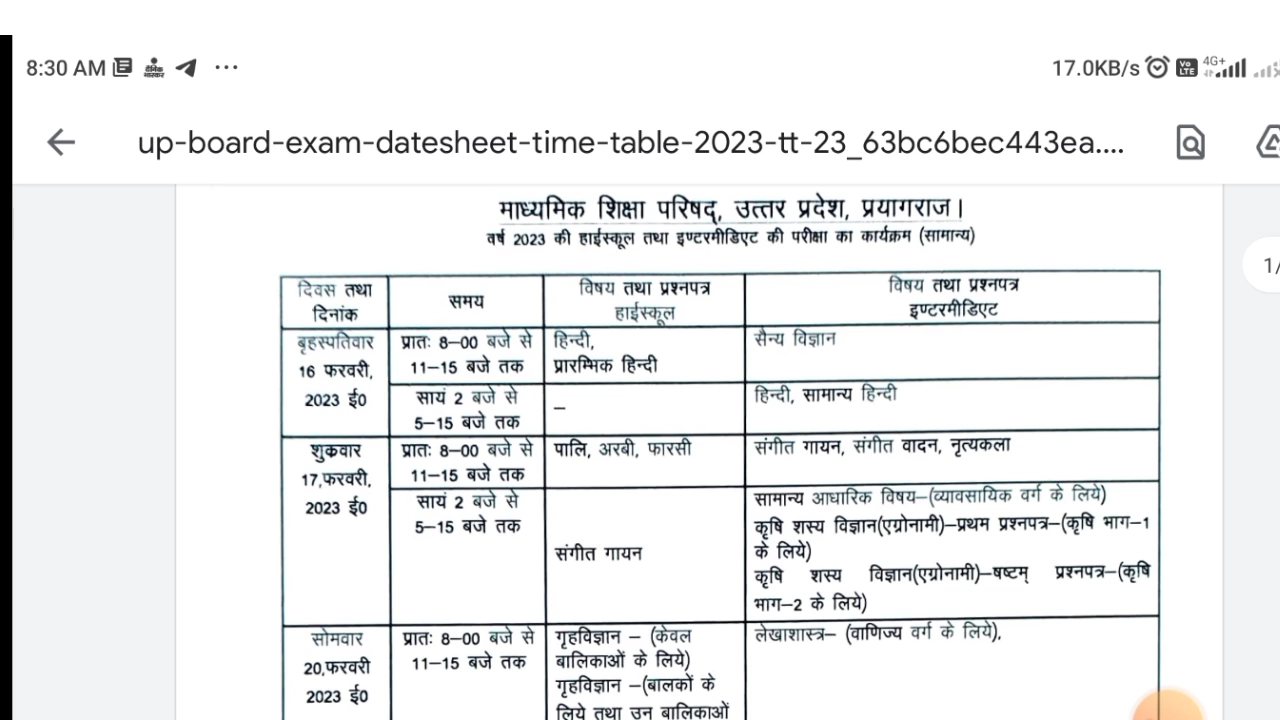 8:30 AM
17.0KB/s
VoLTE
4G+
up-board-exam-datesheet-time-table-2023-tt-23_63bc6bec443ea....
माध्यमिक शिक्षा परिषद्, उत्तर प्रदेश, प्रयागराज।
वर्ष 2023 की हाईस्कूल तथा इण्टरमीडिएट की परीक्षा का कार्यक्रम (सामान्य)
1/
दिवस तथा
दिनांक
समय
विषय तथा प्रश्नपत्र
हाईस्कूल
विषय तथा प्रश्नपत्र
इण्टरमीडिएट
बृहस्पतिवार
16 फरवरी,
2023 ई0
प्रातः 8–00 बजे से
11–15 बजे तक
हिन्दी,
प्रारम्भिक हिन्दी
सैन्य विज्ञान
सायं 2 बजे से
5–15 बजे तक
–
हिन्दी, सामान्य हिन्दी
शुक्रवार
17,फरवरी,
2023 ई0
प्रातः 8–00 बजे से
11–15 बजे तक
पालि, अरबी, फारसी
संगीत गायन, संगीत वादन, नृत्यकला
सायं 2 बजे से
5–15 बजे तक
संगीत गायन
सामान्य आधारिक विषय–(व्यावसायिक वर्ग के लिये)
कृषि शस्य विज्ञान(एग्रोनामी)–प्रथम प्रश्नपत्र–(कृषि भाग–1
के लिये)
कृषि शस्य विज्ञान(एग्रोनामी)–षष्टम् प्रश्नपत्र–(कृषि
भाग–2 के लिये)
सोमवार
20,फरवरी
2023 ई0
प्रातः 8–00 बजे से
11–15 बजे तक
गृहविज्ञान – (केवल
बालिकाओं के लिये)
गृहविज्ञान –(बालकों के
लिये तथा उन बालिकाओं
लेखाशास्त्र– (वाणिज्य वर्ग के लिये),